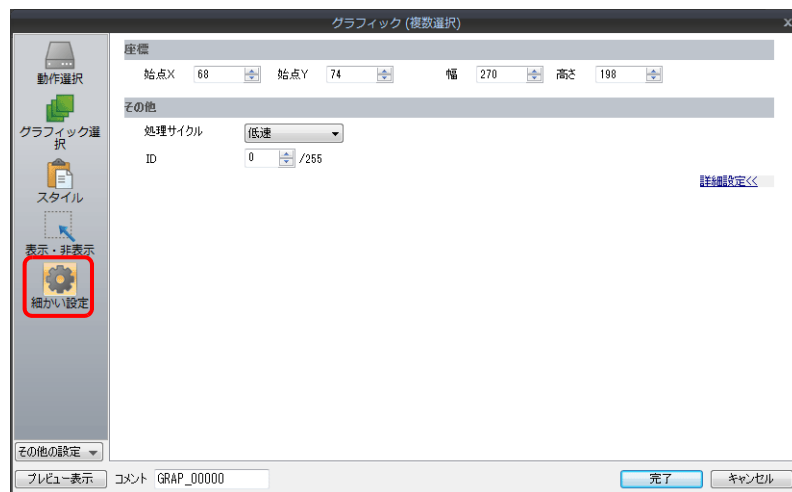 グラフィック (複数選択)
動作選択
グラフィック選
択
スタイル
表示・非表示
細かい設定
その他の設定
座標
始点X 68 始点Y 74 幅 270 高さ 198
その他
処理サイクル 低速
ID 0 /255
詳細設定<<
プレビュー表示 コメント GRAP_00000 完了 キャンセル